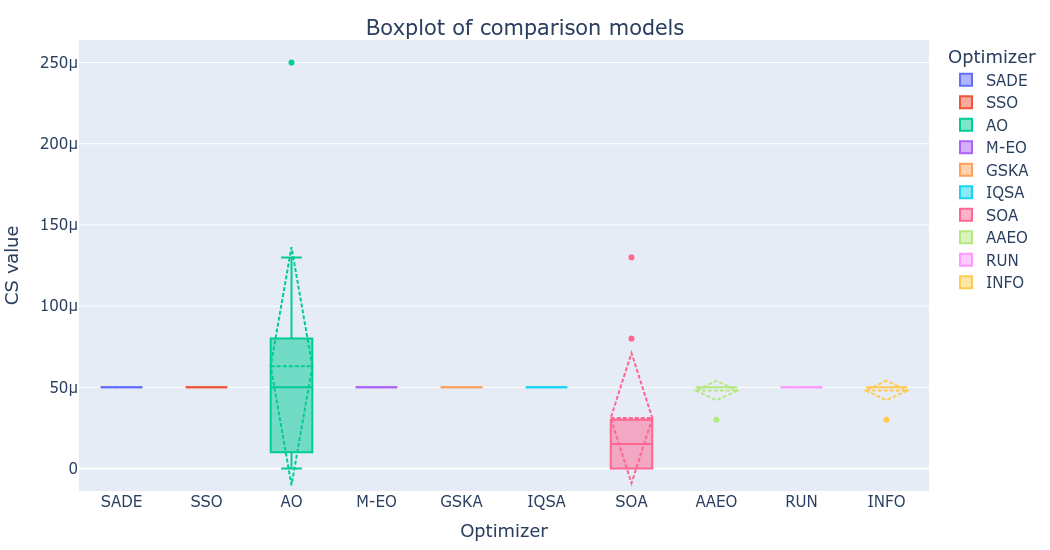 Boxplot of comparison models
CS value
250μ
200μ
150μ
100μ
50μ
0
SADE SSO AO M-EO GSKA IQSA SOA AAEO RUN INFO
Optimizer
Optimizer
SADE
SSO
AO
M-EO
GSKA
IQSA
SOA
AAEO
RUN
INFO